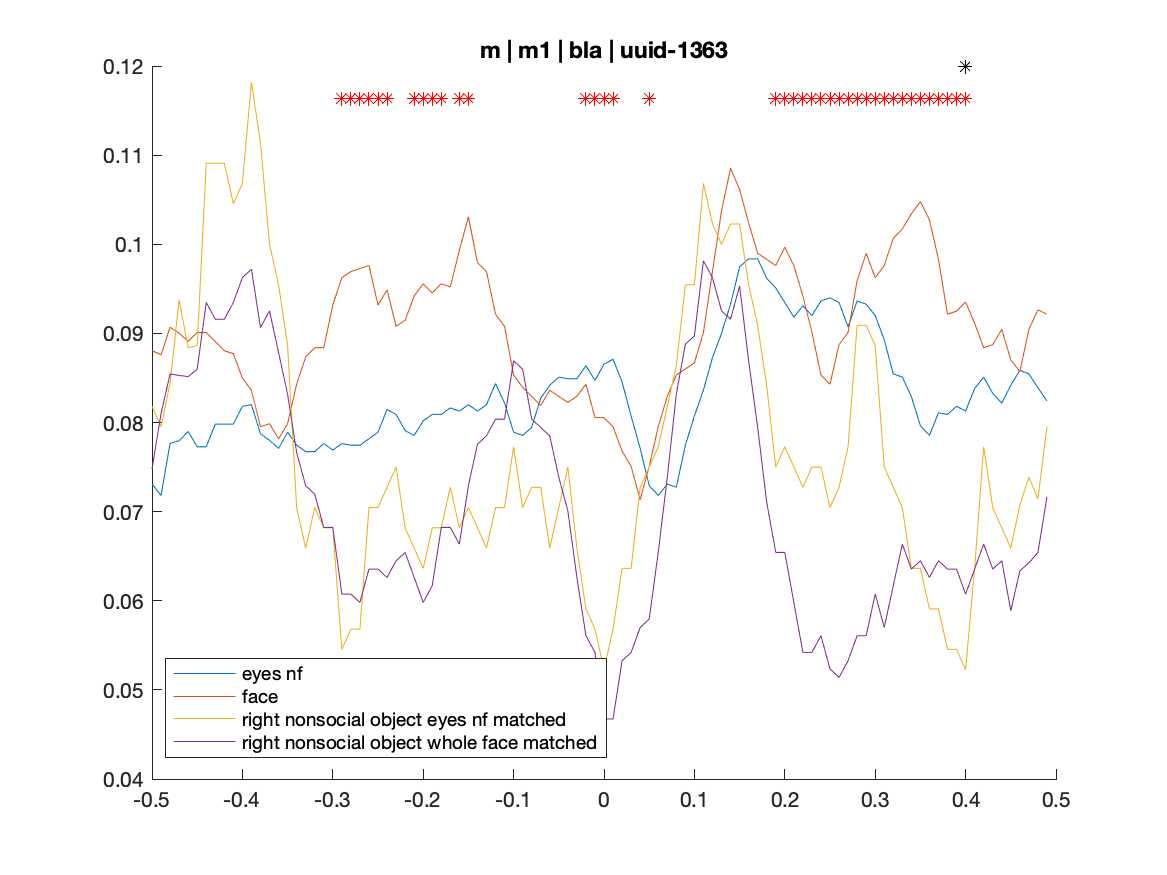 m | m1 | bla | uuid-1363
0.12
0.11
0.1
0.09
0.08
0.07
0.06
0.05
0.04
eyes nf
face
right nonsocial object eyes nf matched
right nonsocial object whole face matched
-0.5 -0.4 -0.3 -0.2 -0.1 0 0.1 0.2 0.3 0.4 0.5